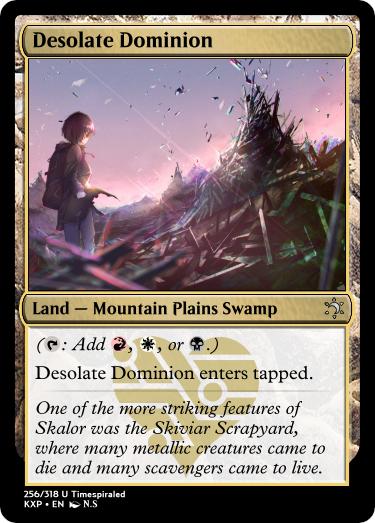 Desolate Dominion
Land — Mountain Plains Swamp
(T: Add R, W, or B.)
Desolate Dominion enters tapped.
One of the more striking features of
Skalor was the Skiviar Scrapyard,
where many metallic creatures came to
die and many scavengers came to live.
256/318 U Timespiraled
KXP • EN N.S